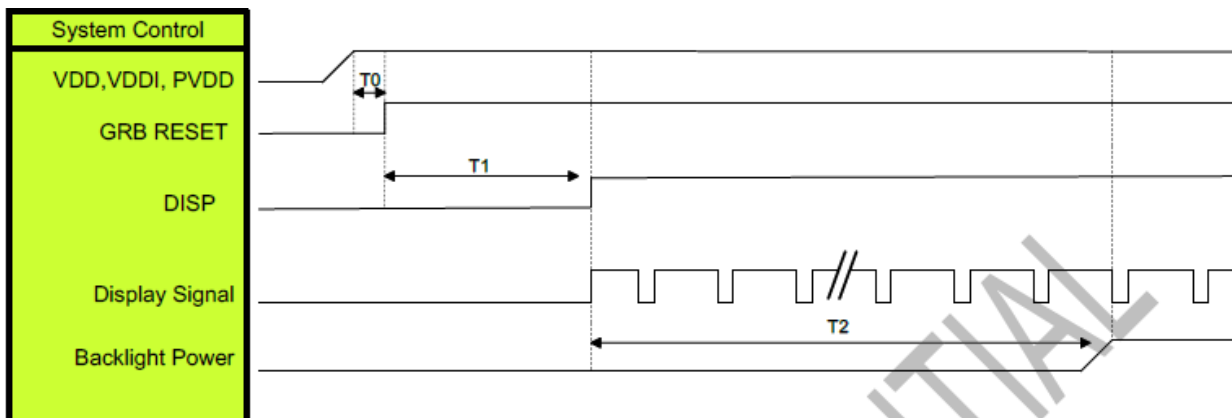 System Control
VDD,VDDI, PVDD
T0
GRB RESET
T1
DISP
Display Signal
T2
Backlight Power